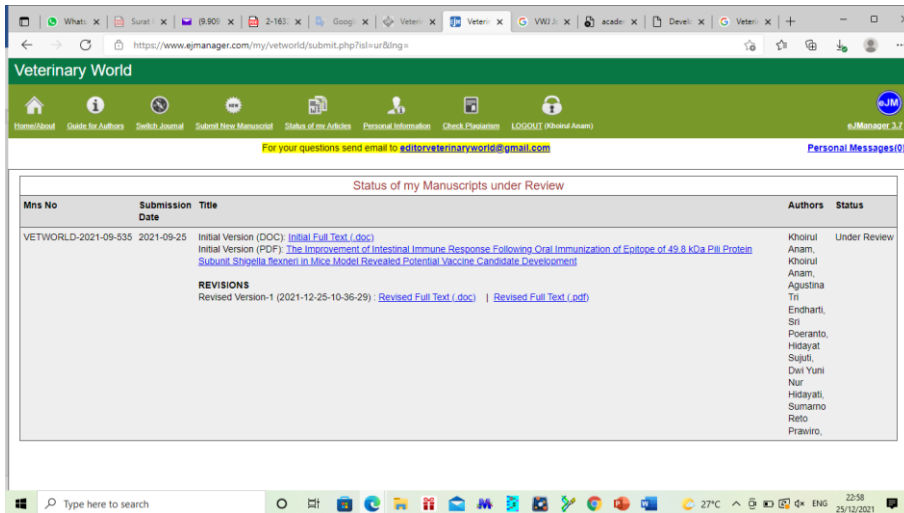 Whats
Surat
(9.909
2-163
Googl
Veteri
Veteri
VWJ J
acade
Devel
Veteri
https://www.ejmanager.com/my/vetworld/submit.php?isl=ur&lng=
Veterinary World
Home/About Guide for Authors Switch Journal Submit New Manuscript Status of my Articles Personal Information Check Plagiarism LOGOUT (Khoirul Anam)
eJM
eJManager 3.7
For your questions send email to editorveterinaryworld@gmail.com
Personal Messages(0)
Status of my Manuscripts under Review
Mns No Submission Date Title Authors Status
VETWORLD-2021-09-535 2021-09-25
Initial Version (DOC): Initial Full Text (.doc)
Initial Version (PDF): The Improvement of Intestinal Immune Response Following Oral Immunization of Epitope of 49.8 kDa Pili Protein
Subunit Shigella flexneri in Mice Model Revealed Potential Vaccine Candidate Development
REVISIONS
Revised Version-1 (2021-12-25-10-36-29) : Revised Full Text (.doc) | Revised Full Text (.pdf)
Khoirul
Anam,
Khoirul
Anam,
Agustina
Tri
Endharti,
Sri
Poeranto,
Hidayat
Sujuti,
Dwi Yuni
Nur
Hidayati,
Sumarno
Reto
Prawiro,
Under Review
Type here to search
27°C
ENG
22:58
25/12/2021